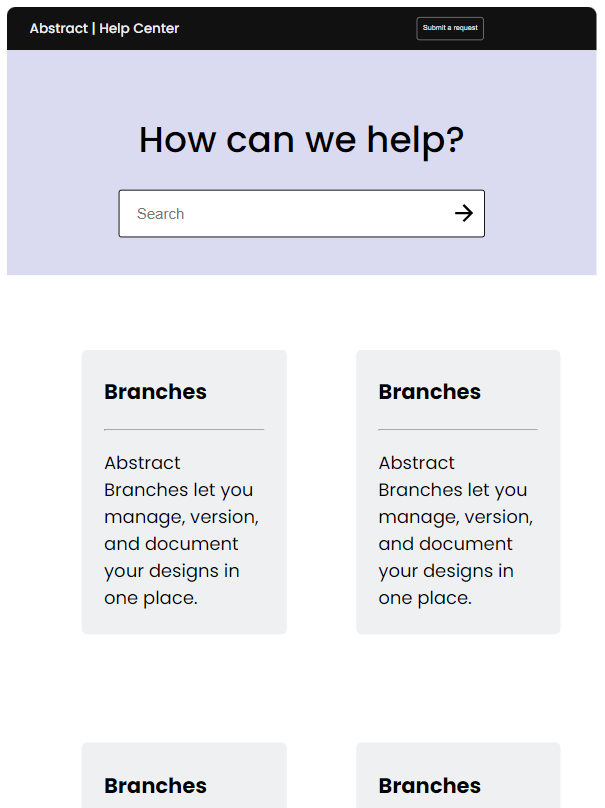 Abstract | Help Center
Submit a request
How can we help?
Search
Branches
Abstract
Branches let you
manage, version,
and document
your designs in
one place.
Branches
Abstract
Branches let you
manage, version,
and document
your designs in
one place.
Branches
Branches